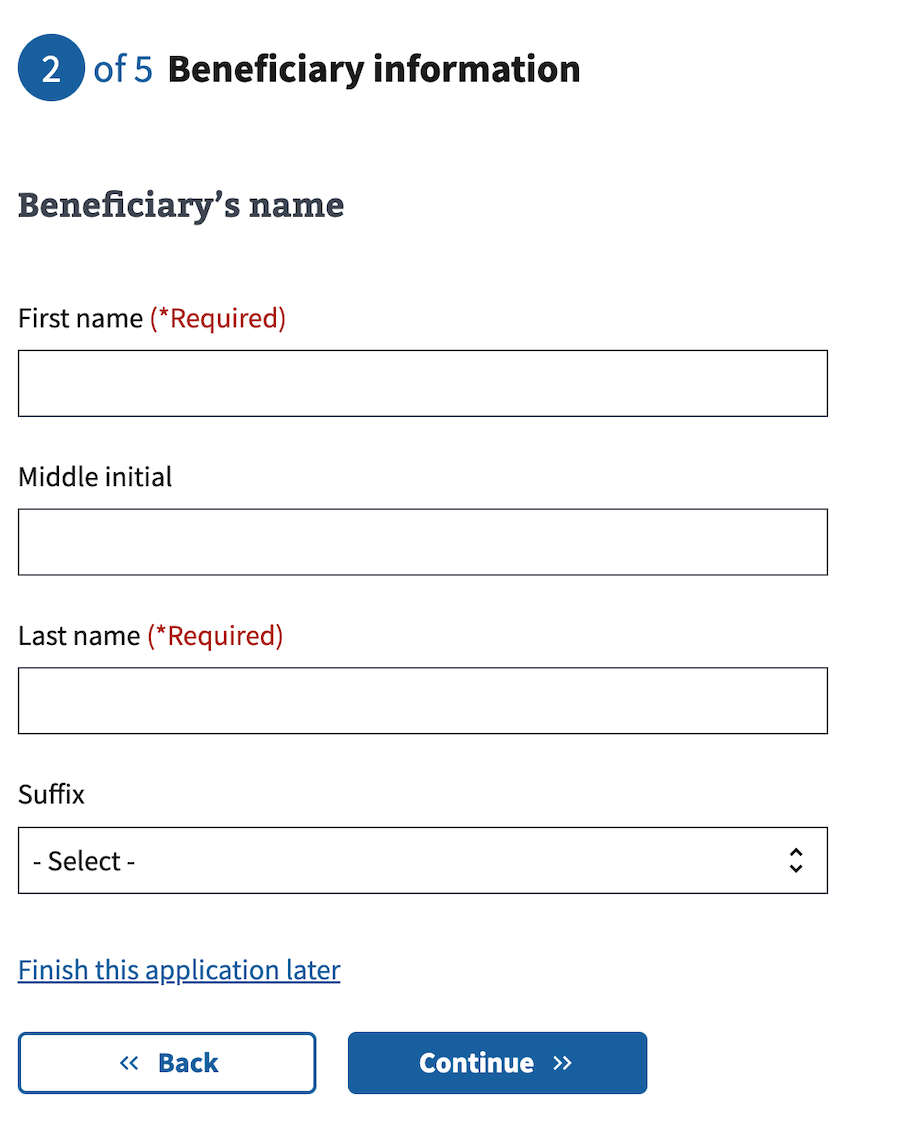 2 of 5 Beneficiary information
Beneficiary’s name
First name (*Required)
Middle initial
Last name (*Required)
Suffix
- Select -
Finish this application later
Back
Continue